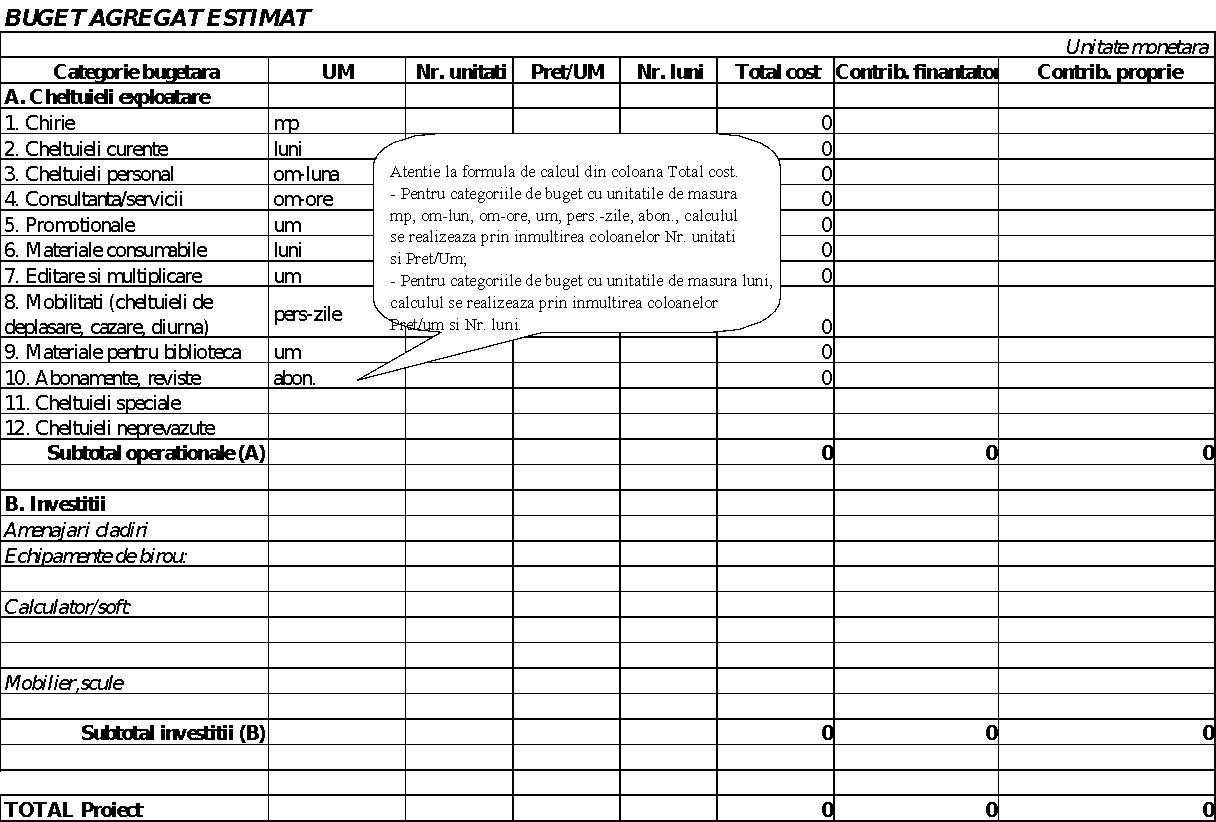 BUGET AGREGAT ESTIMAT
Unitate monetara
Categorie bugetara UM Nr. unitati Pret/UM Nr. luni Total cost Contrib. finantator Contrib. proprie
A. Cheltuieli exploatare
1. Chirie mp 0
2. Cheltuieli curente luni 0
3. Cheltuieli personal om-luna 0
4. Consultanta/servicii om-ore 0
5. Promotionale um 0
6. Materiale consumabile luni 0
7. Editare si multiplicare um 0
8. Mobilitati (cheltuieli de
deplasare, cazare, diurna) pers-zile 0
9. Materiale pentru biblioteca um 0
10. Abonamente, reviste abon. 0
11. Cheltuieli speciale
12. Cheltuieli neprevazute
Subtotal operationale (A) 0 0 0
Atentie la formula de calcul din coloana Total cost.
- Pentru categoriile de buget cu unitatile de masura
mp, om-lun, om-ore, um, pers.-zile, abon., calculul
se realizeaza prin inmultirea coloanelor Nr. unitati
si Pret/Um;
- Pentru categoriile de buget cu unitatile de masura luni,
calculul se realizeaza prin inmultirea coloanelor
Pret/um si Nr. luni.
B. Investitii
Amenajari cladiri
Echipamente de birou:
Calculator/soft
Mobilier,scule
Subtotal investitii (B) 0 0 0
TOTAL Proiect 0 0 0